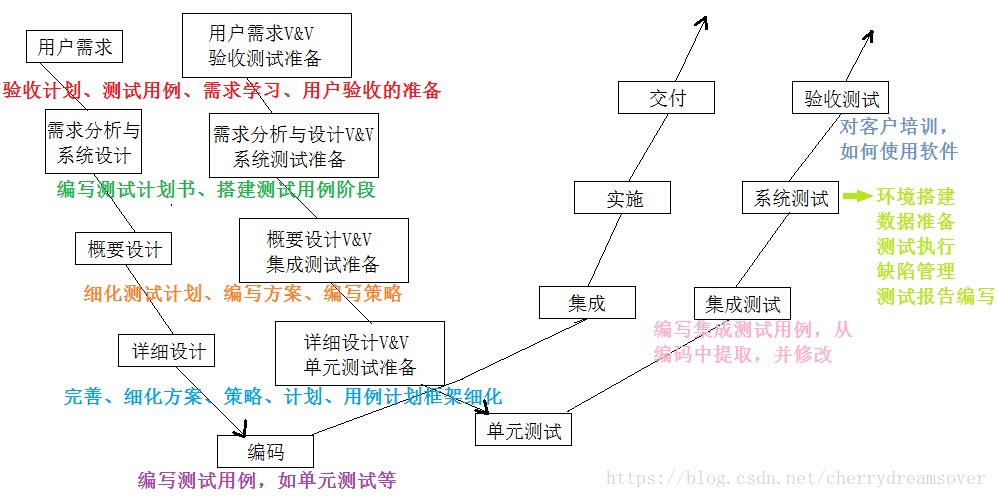 用户需求
用户需求V&V
验收测试准备
验收计划、测试用例、需求学习、用户验收的准备
需求分析与
系统设计
需求分析与设计V&V
系统测试准备
编写测试计划书、搭建测试用例阶段
概要设计
概要设计V&V
集成测试准备
细化测试计划、编写方案、编写策略
详细设计
详细设计V&V
单元测试准备
完善、细化方案、策略、计划、用例计划框架细化
编码
编写测试用例，如单元测试等
单元测试
交付
验收测试
对客户培训，
如何使用软件
实施
系统测试
环境搭建
数据准备
测试执行
缺陷管理
测试报告编写
集成
集成测试
编写集成测试用例，从
编码中提取，并修改
https://blog.csdn.net/cherrydreamsover